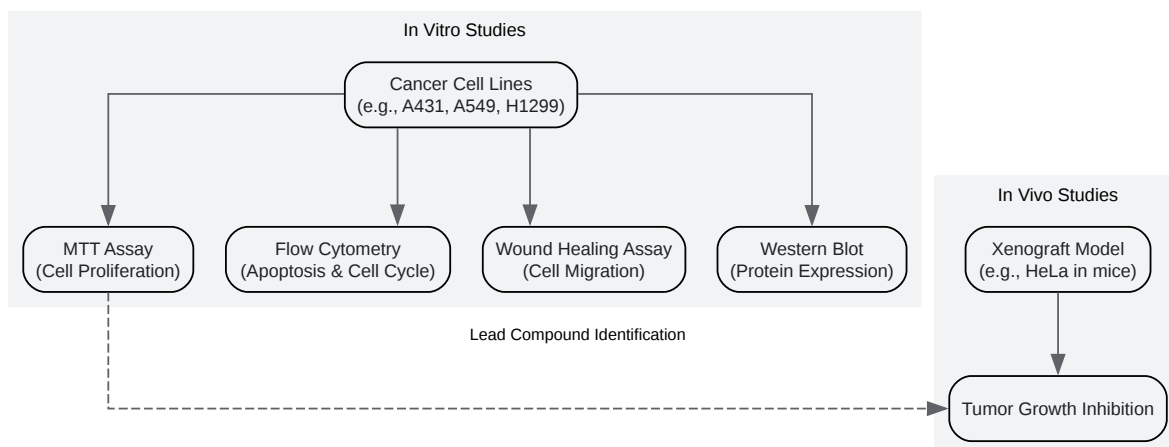 In Vitro Studies
Cancer Cell Lines
(e.g., A431, A549, H1299)
MTT Assay
(Cell Proliferation)
Flow Cytometry
(Apoptosis & Cell Cycle)
Wound Healing Assay
(Cell Migration)
Western Blot
(Protein Expression)
Lead Compound Identification
In Vivo Studies
Xenograft Model
(e.g., HeLa in mice)
Tumor Growth Inhibition